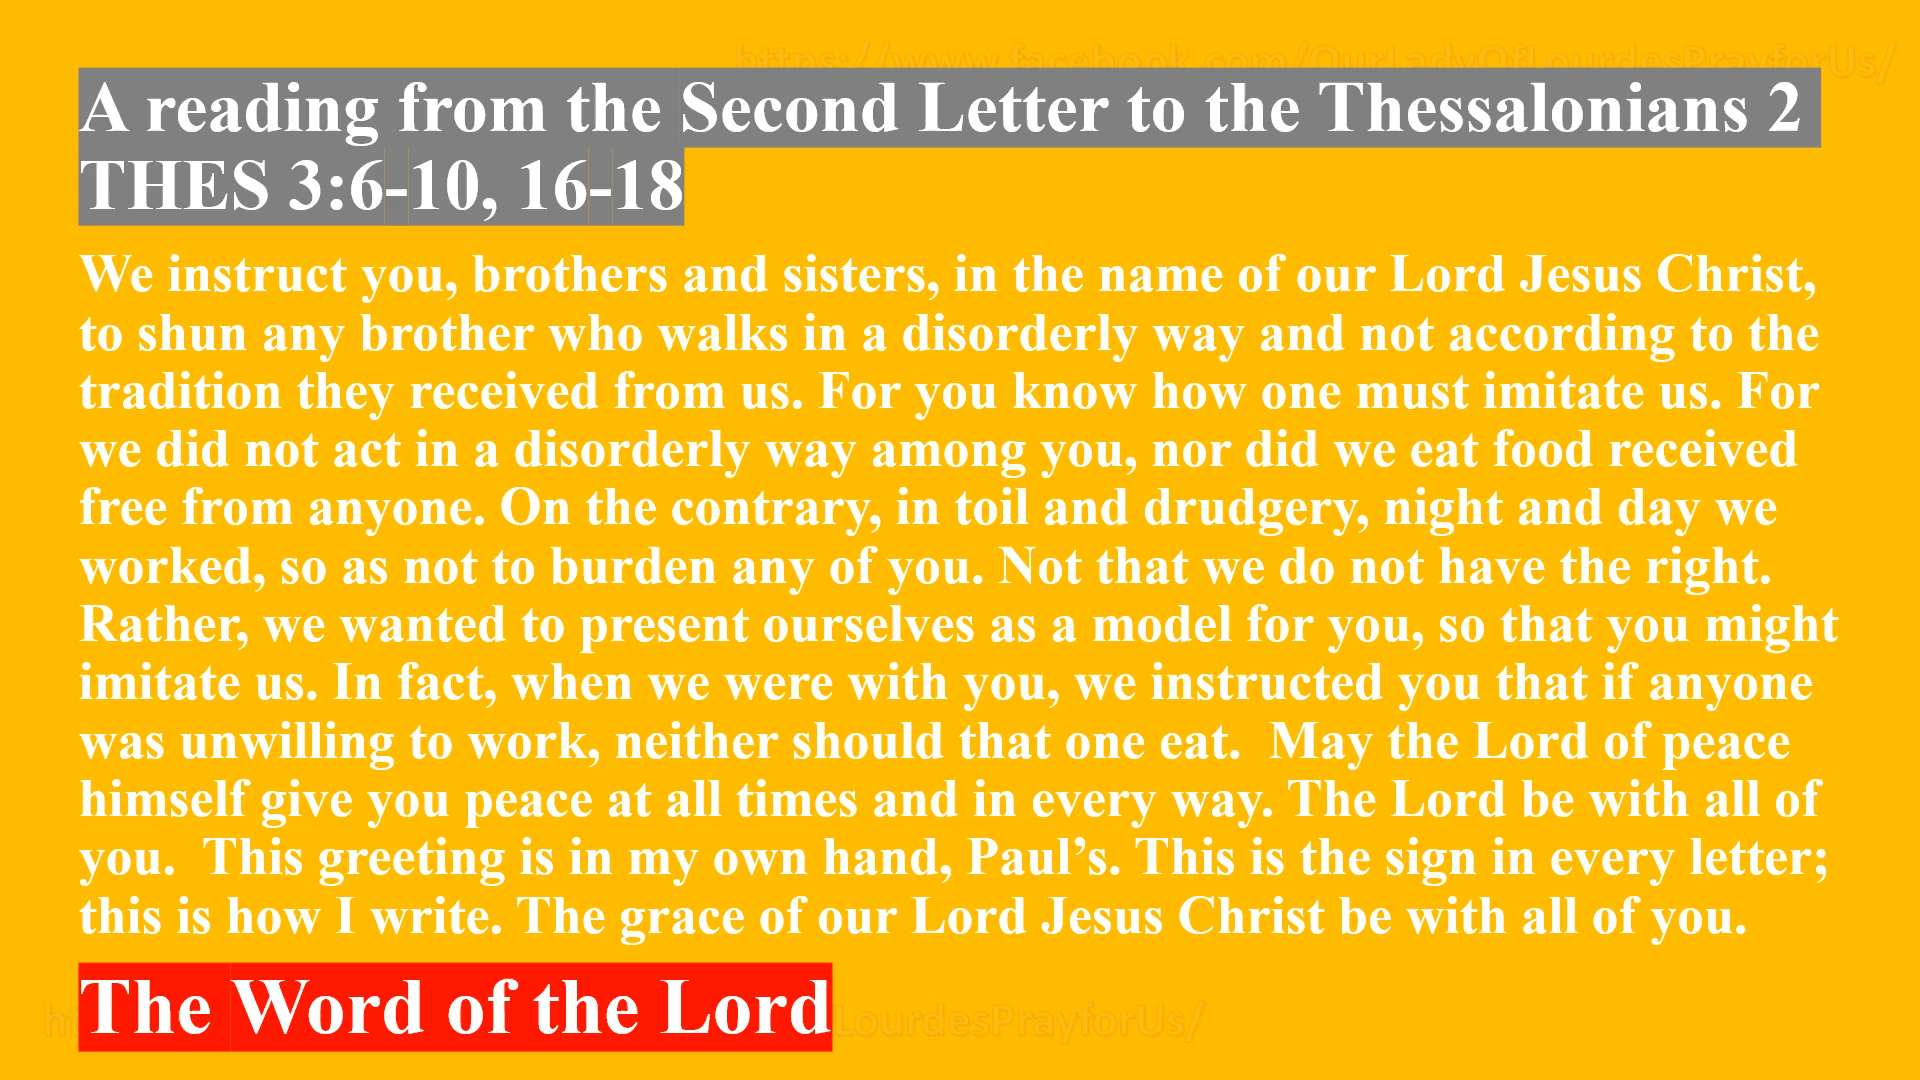 https://www.facebook.com/OurLadyOfLourdesPrayforUs/
A reading from the Second Letter to the Thessalonians 2
THES 3:6-10, 16-18
We instruct you, brothers and sisters, in the name of our Lord Jesus Christ,
to shun any brother who walks in a disorderly way and not according to the
tradition they received from us. For you know how one must imitate us. For
we did not act in a disorderly way among you, nor did we eat food received
free from anyone. On the contrary, in toil and drudgery, night and day we
worked, so as not to burden any of you. Not that we do not have the right.
Rather, we wanted to present ourselves as a model for you, so that you might
imitate us. In fact, when we were with you, we instructed you that if anyone
was unwilling to work, neither should that one eat.  May the Lord of peace
himself give you peace at all times and in every way. The Lord be with all of
you.  This greeting is in my own hand, Paul’s. This is the sign in every letter;
this is how I write. The grace of our Lord Jesus Christ be with all of you.
The Word of the Lord
LourdesPrayforUs/